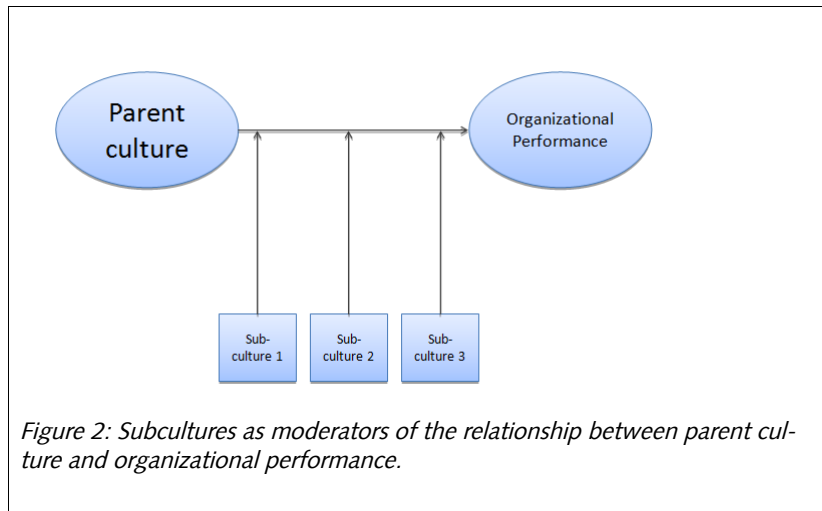 Parent
culture
Organizational
Performance
Sub-
culture 1
Sub-
culture 2
Sub-
culture 3
Figure 2: Subcultures as moderators of the relationship between parent cul-
ture and organizational performance.